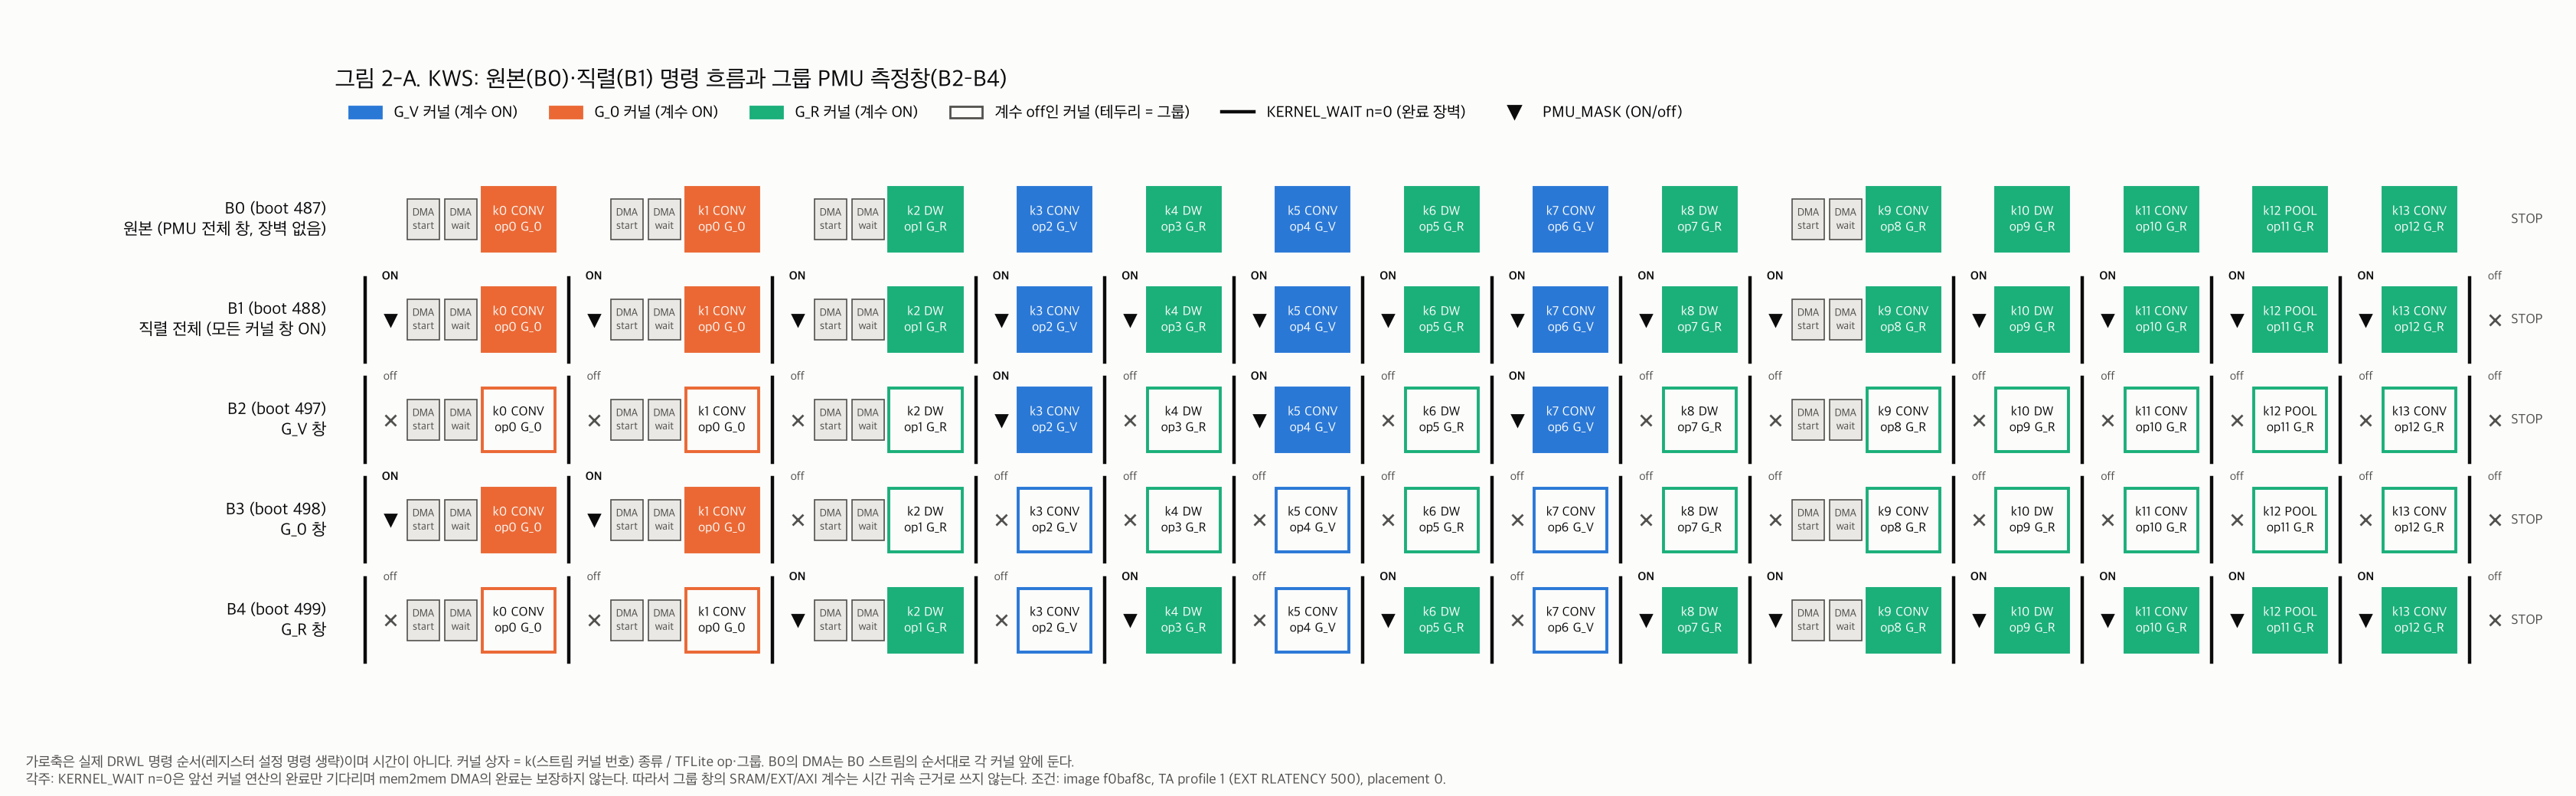 그림 2-A. KWS: 원본(B0)·직렬(B1) 명령 흐름과 그룹 PMU 측정창(B2-B4)
G_V 커널 (계수 ON) G_0 커널 (계수 ON) G_R 커널 (계수 ON) 계수 off인 커널 (테두리 = 그룹) KERNEL_WAIT n=0 (완료 장벽) PMU_MASK (ON/off)
B0 (boot 487) DMA DMA k0 CONV DMA DMA k1 CONV DMA DMA k2 DW k3 CONV k4 DW k5 CONV k6 DW k7 CONV k8 DW DMA DMA k9 CONV k10 DW k11 CONV k12 POOL k13 CONV STOP
원본 (PMU 전체 창, 장벽 없음) start wait op0 G_0 start wait op0 G_0 start wait op1 G_R op2 G_V op3 G_R op4 G_V op5 G_R op6 G_V op7 G_R start wait op8 G_R op9 G_R op10 G_R op11 G_R op12 G_R
ON ON ON ON ON ON ON ON ON ON ON ON ON ON off
B1 (boot 488) DMA DMA k0 CONV DMA DMA k1 CONV DMA DMA k2 DW k3 CONV k4 DW k5 CONV k6 DW k7 CONV k8 DW DMA DMA k9 CONV k10 DW k11 CONV k12 POOL k13 CONV STOP
직렬 전체 (모든 커널 창 ON) start wait op0 G_0 start wait op0 G_0 start wait op1 G_R op2 G_V op3 G_R op4 G_V op5 G_R op6 G_V op7 G_R start wait op8 G_R op9 G_R op10 G_R op11 G_R op12 G_R
off off off ON off ON off ON off off off off off off off
B2 (boot 497) DMA DMA k0 CONV DMA DMA k1 CONV DMA DMA k2 DW k3 CONV k4 DW k5 CONV k6 DW k7 CONV k8 DW DMA DMA k9 CONV k10 DW k11 CONV k12 POOL k13 CONV STOP
G_V 창 start wait op0 G_0 start wait op0 G_0 start wait op1 G_R op2 G_V op3 G_R op4 G_V op5 G_R op6 G_V op7 G_R start wait op8 G_R op9 G_R op10 G_R op11 G_R op12 G_R
ON ON off off off off off off off off off off off off off
B3 (boot 498) DMA DMA k0 CONV DMA DMA k1 CONV DMA DMA k2 DW k3 CONV k4 DW k5 CONV k6 DW k7 CONV k8 DW DMA DMA k9 CONV k10 DW k11 CONV k12 POOL k13 CONV STOP
G_0 창 start wait op0 G_0 start wait op0 G_0 start wait op1 G_R op2 G_V op3 G_R op4 G_V op5 G_R op6 G_V op7 G_R start wait op8 G_R op9 G_R op10 G_R op11 G_R op12 G_R
off off ON off ON off ON off ON ON ON ON ON ON off
B4 (boot 499) DMA DMA k0 CONV DMA DMA k1 CONV DMA DMA k2 DW k3 CONV k4 DW k5 CONV k6 DW k7 CONV k8 DW DMA DMA k9 CONV k10 DW k11 CONV k12 POOL k13 CONV STOP
G_R 창 start wait op0 G_0 start wait op0 G_0 start wait op1 G_R op2 G_V op3 G_R op4 G_V op5 G_R op6 G_V op7 G_R start wait op8 G_R op9 G_R op10 G_R op11 G_R op12 G_R
가로축은 실제 DRWL 명령 순서(레지스터 설정 명령 생략)이며 시간이 아니다. 커널 상자 = k(스트림 커널 번호) 종류 / TFLite op·그룹. B0의 DMA는 B0 스트림의 순서대로 각 커널 앞에 둔다.
각주: KERNEL_WAIT n=0은 앞선 커널 연산의 완료만 기다리며 mem2mem DMA의 완료는 보장하지 않는다. 따라서 그룹 창의 SRAM/EXT/AXI 계수는 시간 귀속 근거로 쓰지 않는다. 조건: image f0baf8c, TA profile 1 (EXT RLATENCY 500), placement 0.